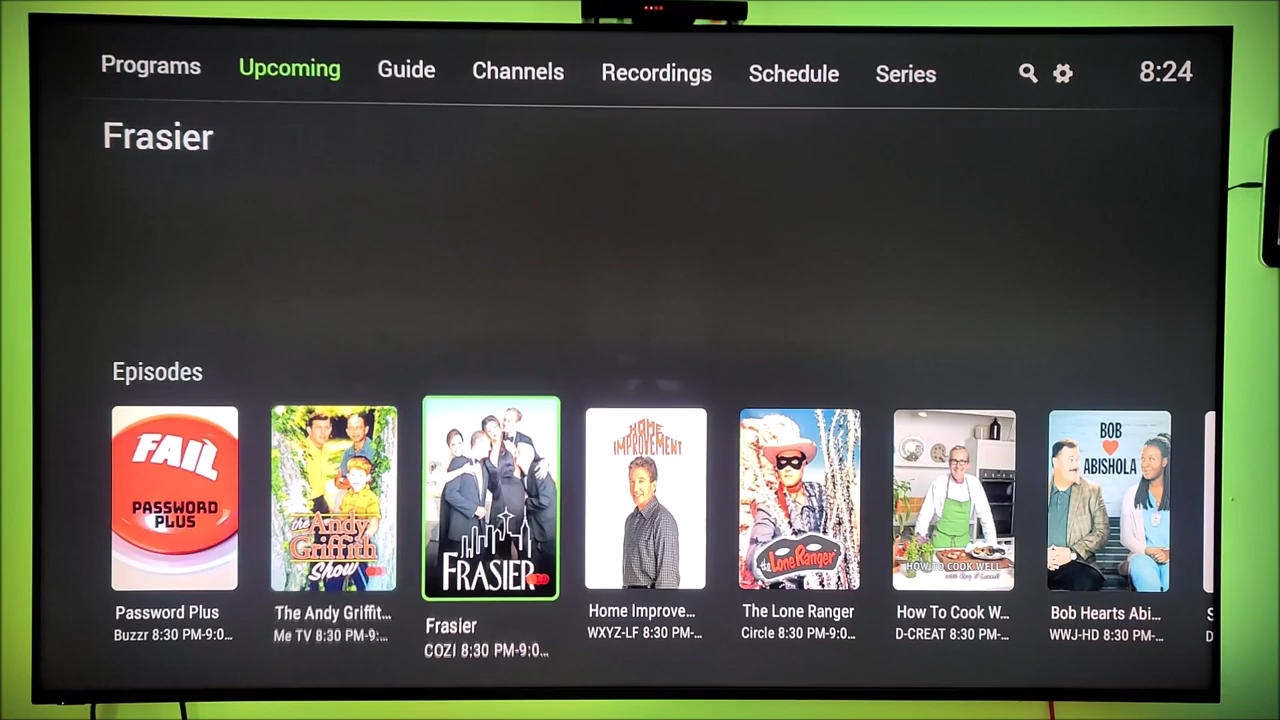 Programs Upcoming Guide Channels Recordings Schedule Series 8:24
Frasier
Episodes
FAIL
PASSWORD
PLUS
the Andy
Griffith
Show
FRASIER
HOME
IMPROVEMENT
the Lone Ranger
HOW TO COOK WELL
BOB
ABISHOLA
Password Plus
Buzzr 8:30 PM-9:0...
The Andy Griffit...
Me TV 8:30 PM-9:...
Frasier
COZI 8:30 PM-9:0...
Home Improve...
WXYZ-LF 8:30 PM-...
The Lone Ranger
Circle 8:30 PM-9:0...
How To Cook W...
D-CREAT 8:30 PM-...
Bob Hearts Abi...
WWJ-HD 8:30 PM-...